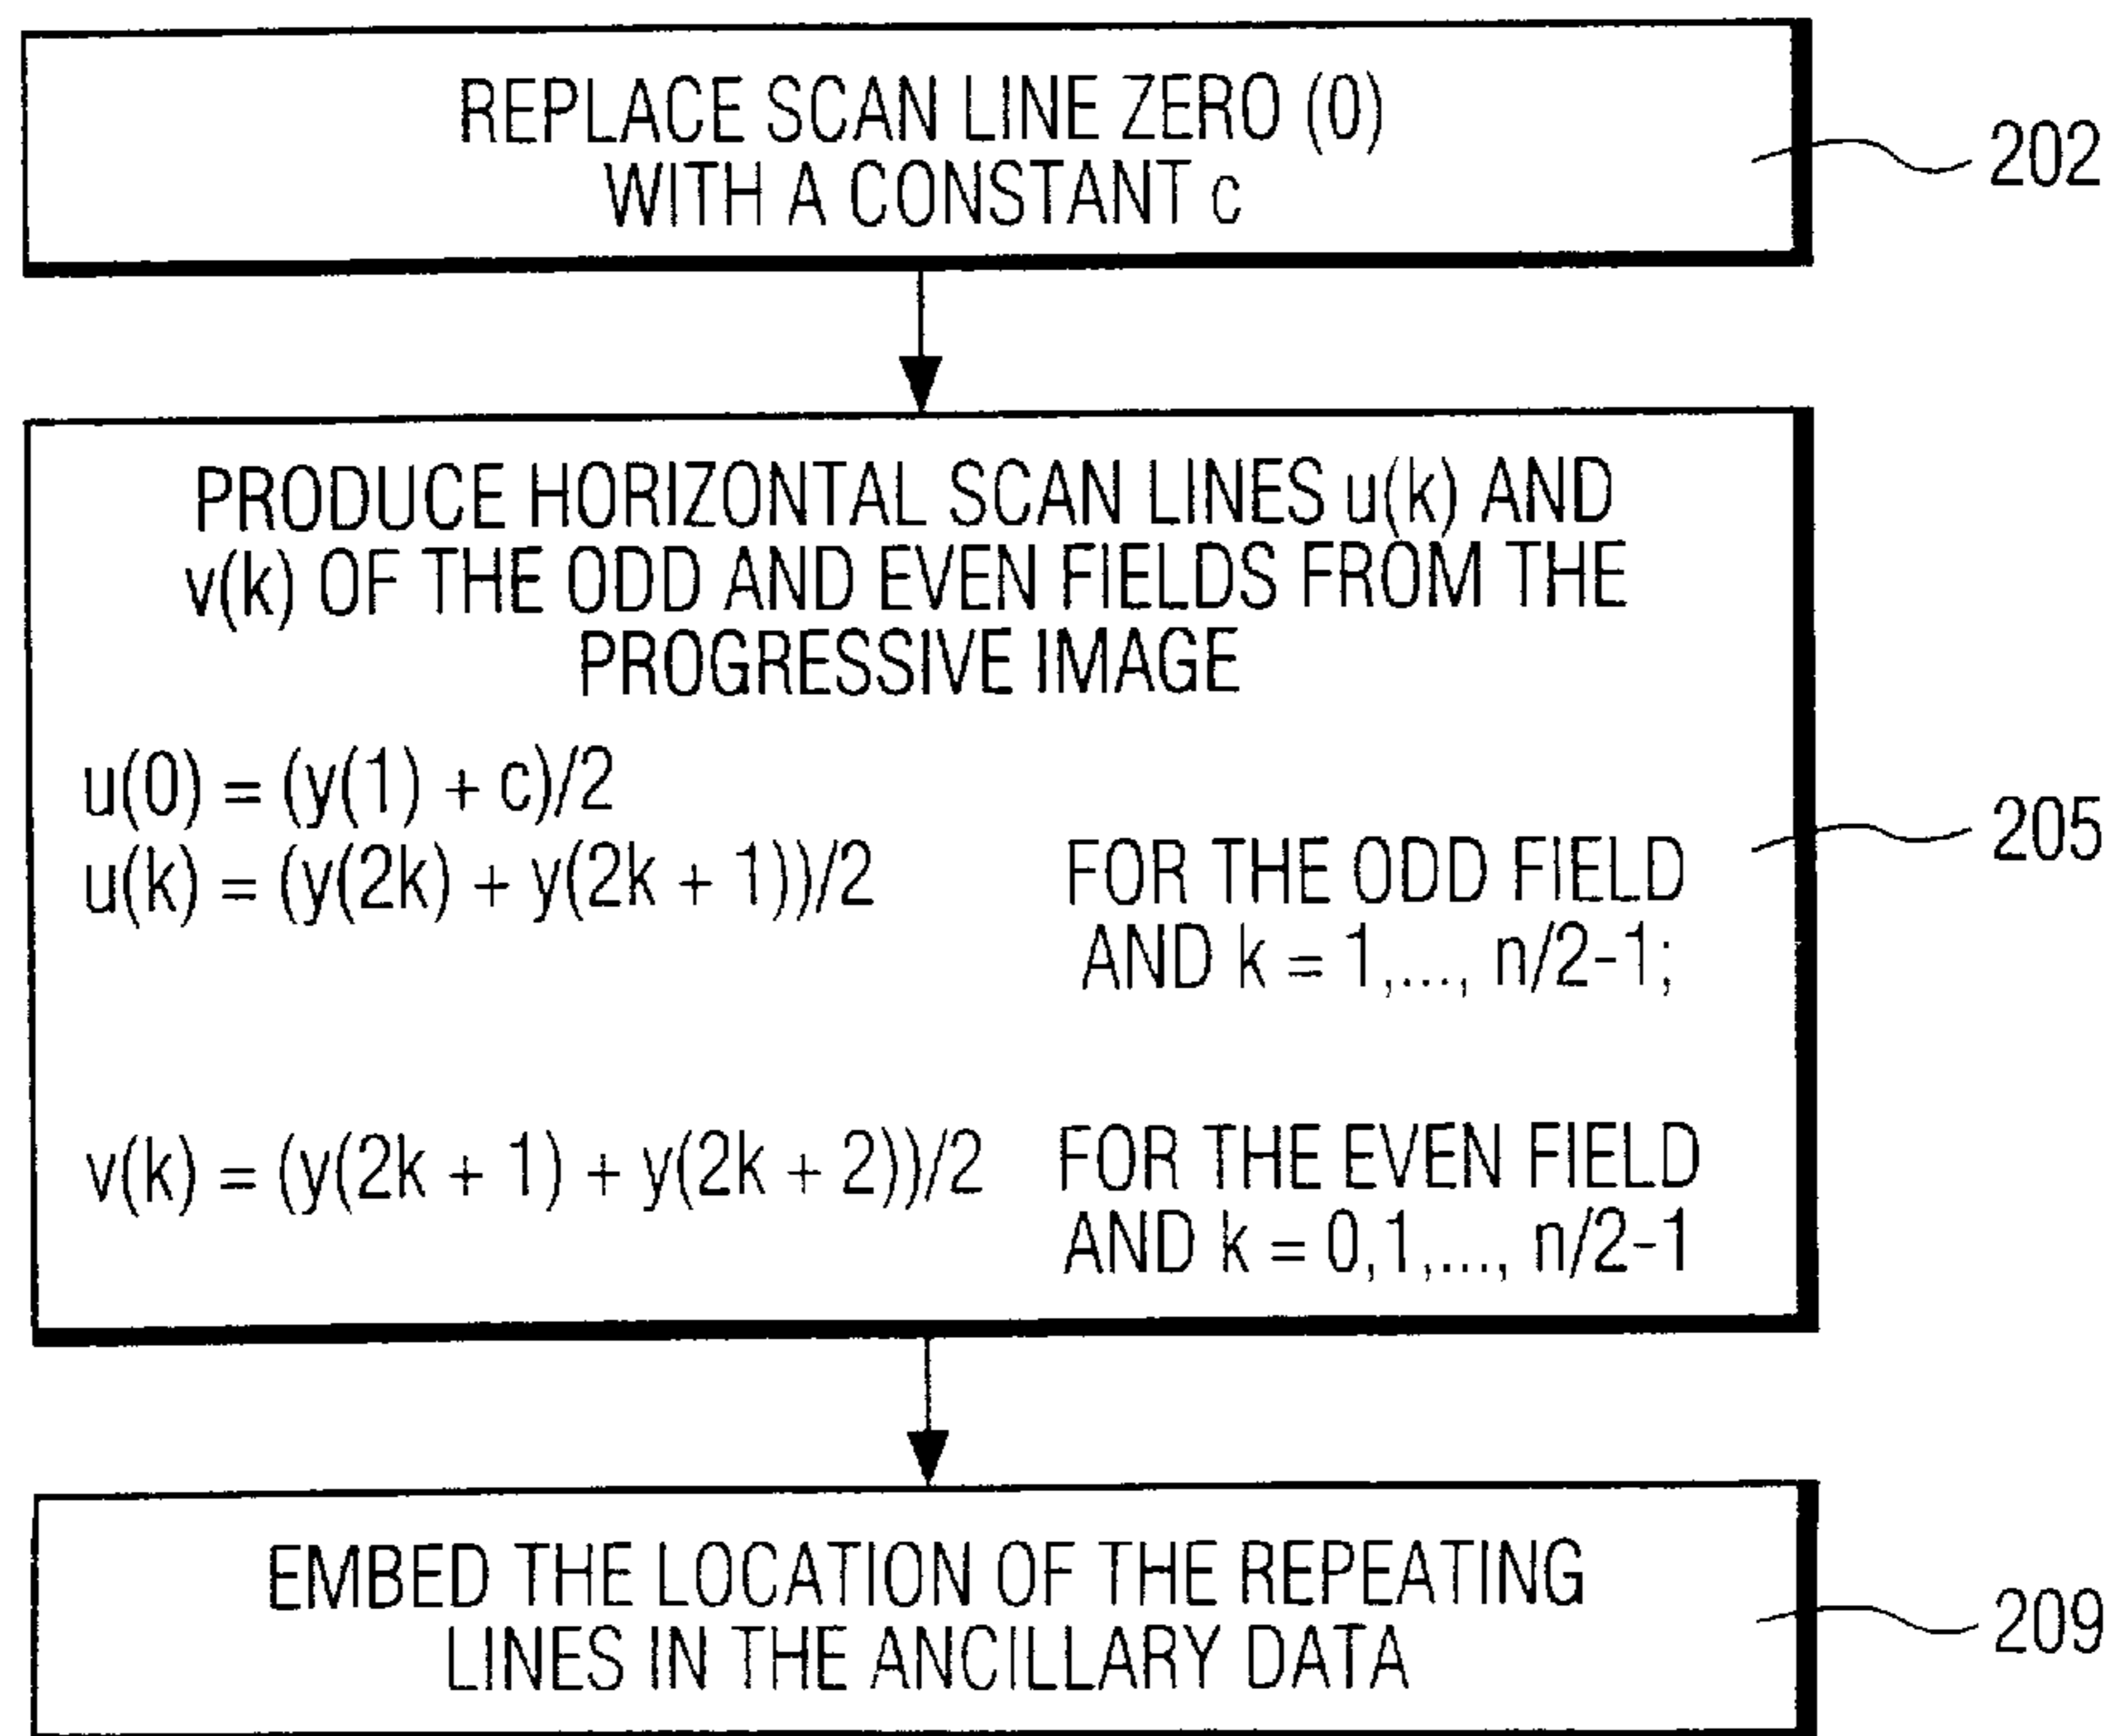 REPLACE SCAN LINE ZERO (0)
WITH A CONSTANT c
202
PRODUCE HORIZONTAL SCAN LINES u(k) AND
v(k) OF THE ODD AND EVEN FIELDS FROM THE
PROGRESSIVE IMAGE
u(0) = (y(1) + c)/2
u(k) = (y(2k) + y(2k + 1))/2 FOR THE ODD FIELD
AND k = 1,..., n/2-1;
205
v(k) = (y(2k + 1) + y(2k + 2))/2 FOR THE EVEN FIELD
AND k = 0,1,..., n/2-1
EMBED THE LOCATION OF THE REPEATING
LINES IN THE ANCILLARY DATA
209